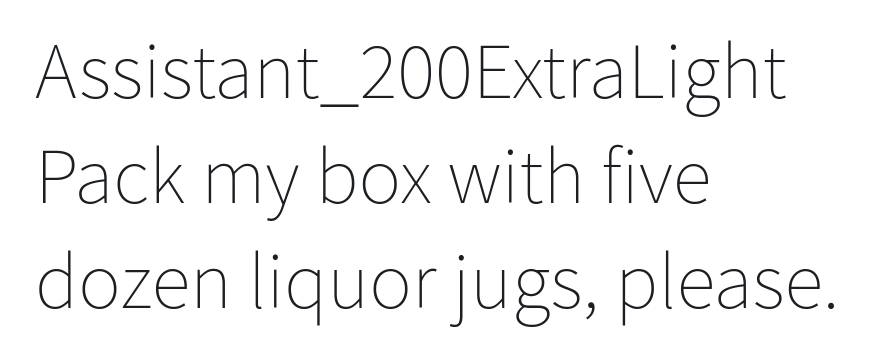 Assistant_200ExtraLight
Pack my box with five
dozen liquor jugs, please.